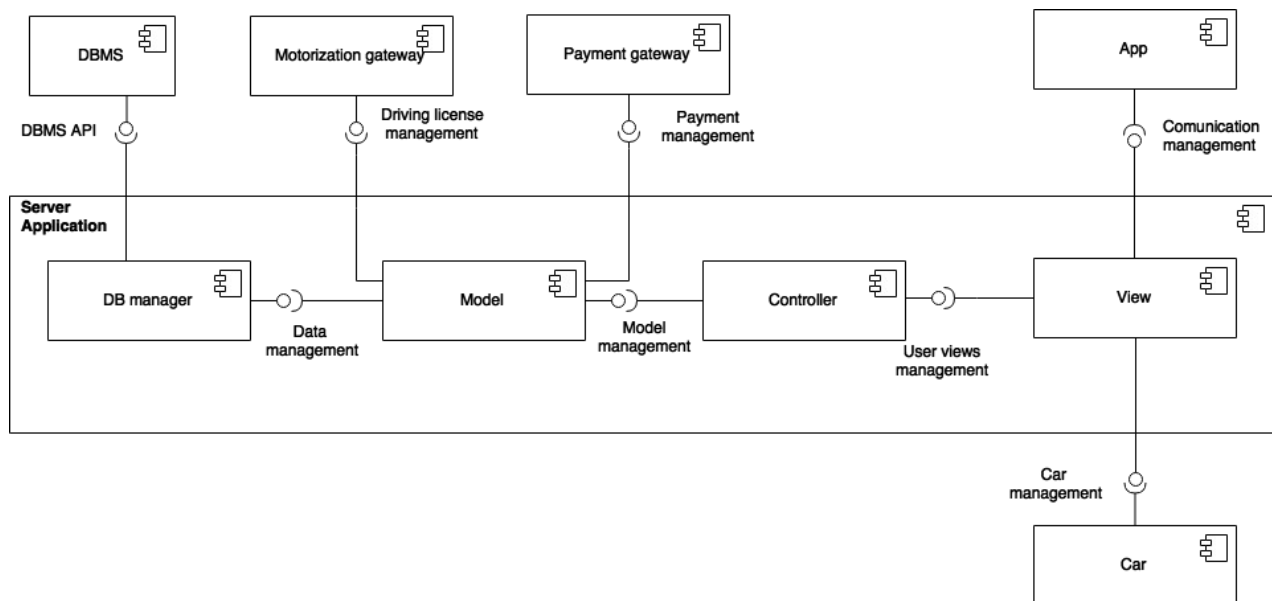 DBMS
Motorization gateway
Payment gateway
App
DBMS API
Driving license
management
Payment
management
Comunication
management
Server
Application
DB manager
Model
Controller
View
Data
management
Model
management
User views
management
Car
management
Car